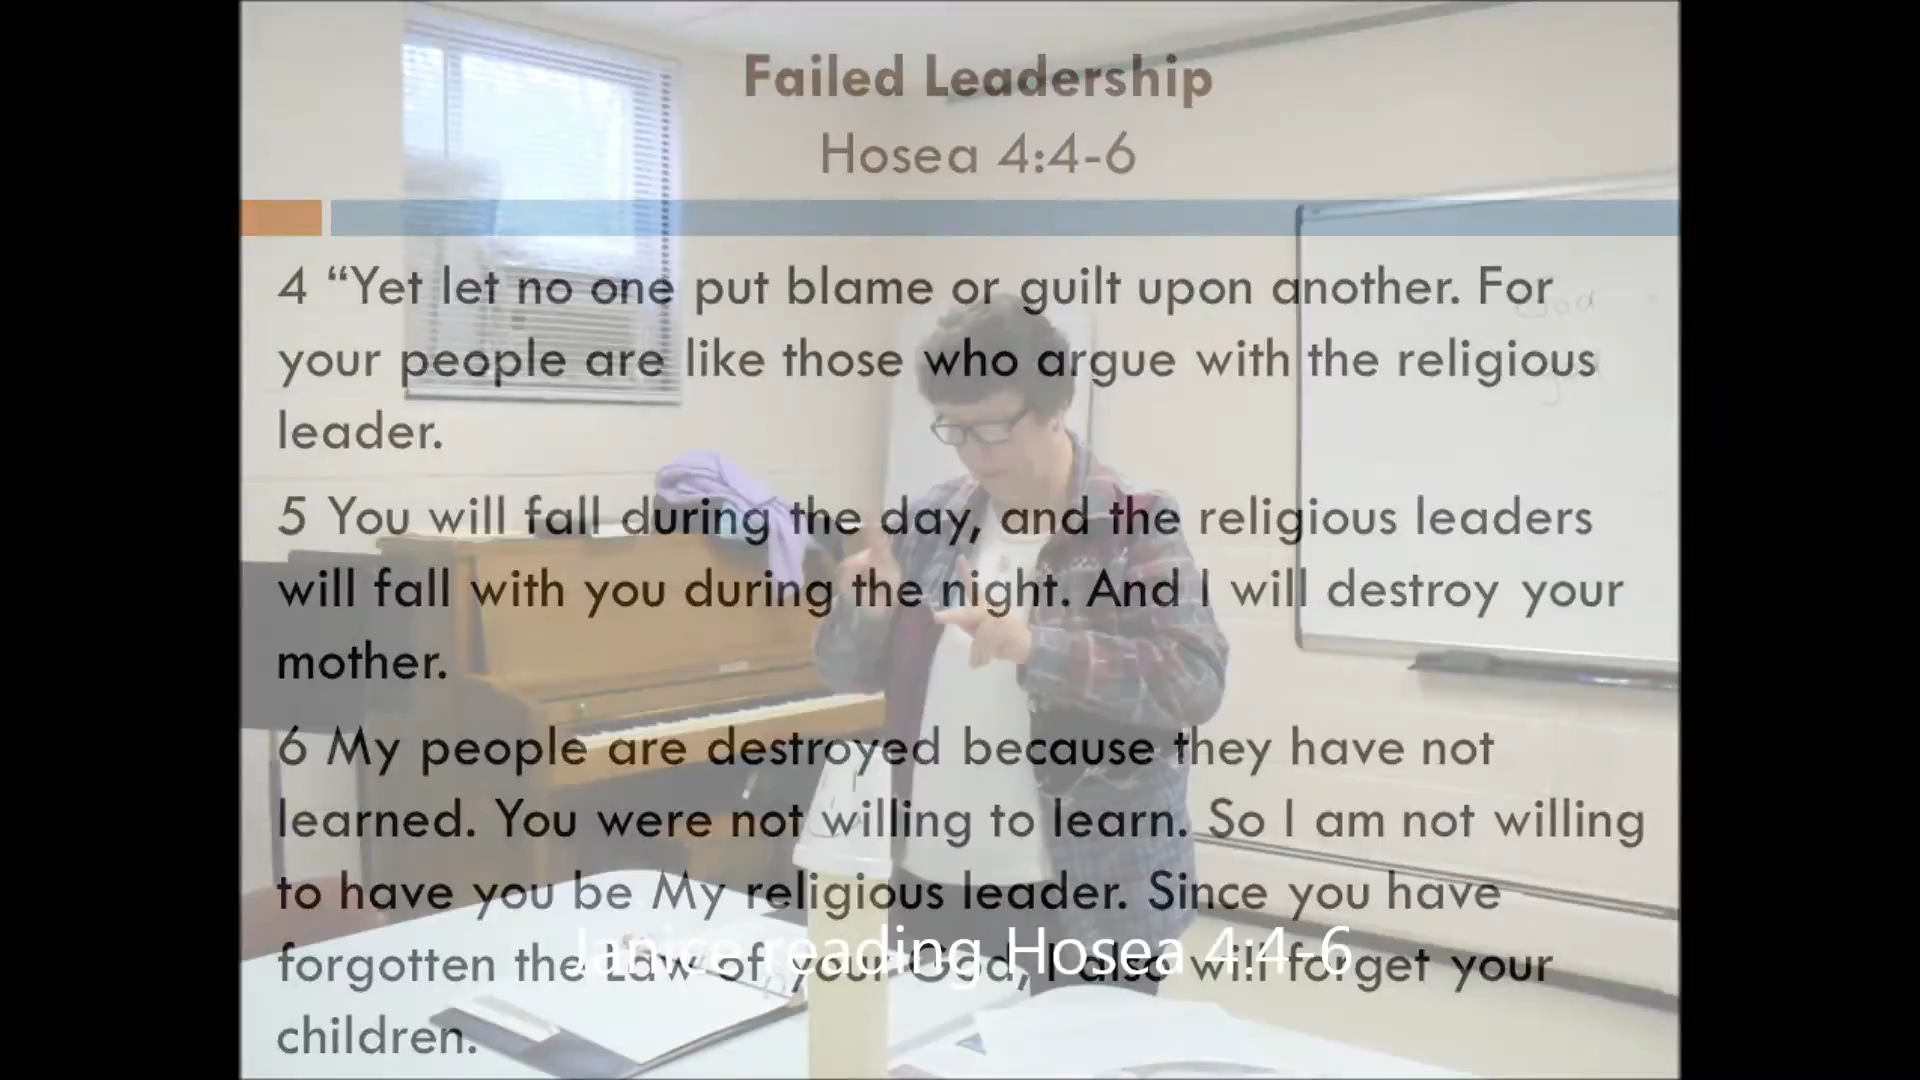 Failed Leadership
Hosea 4:4-6
4 “Yet let no one put blame or guilt upon another. For
your people are like those who argue with the religious
leader.
5 You will fall during the day, and the religious leaders
will fall with you during the night. And I will destroy your
mother.
6 My people are destroyed because they have not
learned. You were not willing to learn. So I am not willing
to have you be My religious leader. Since you have
forgotten the Law of your God, I also will forget your
children.
Janice reading Hosea 4:4-6
God
god